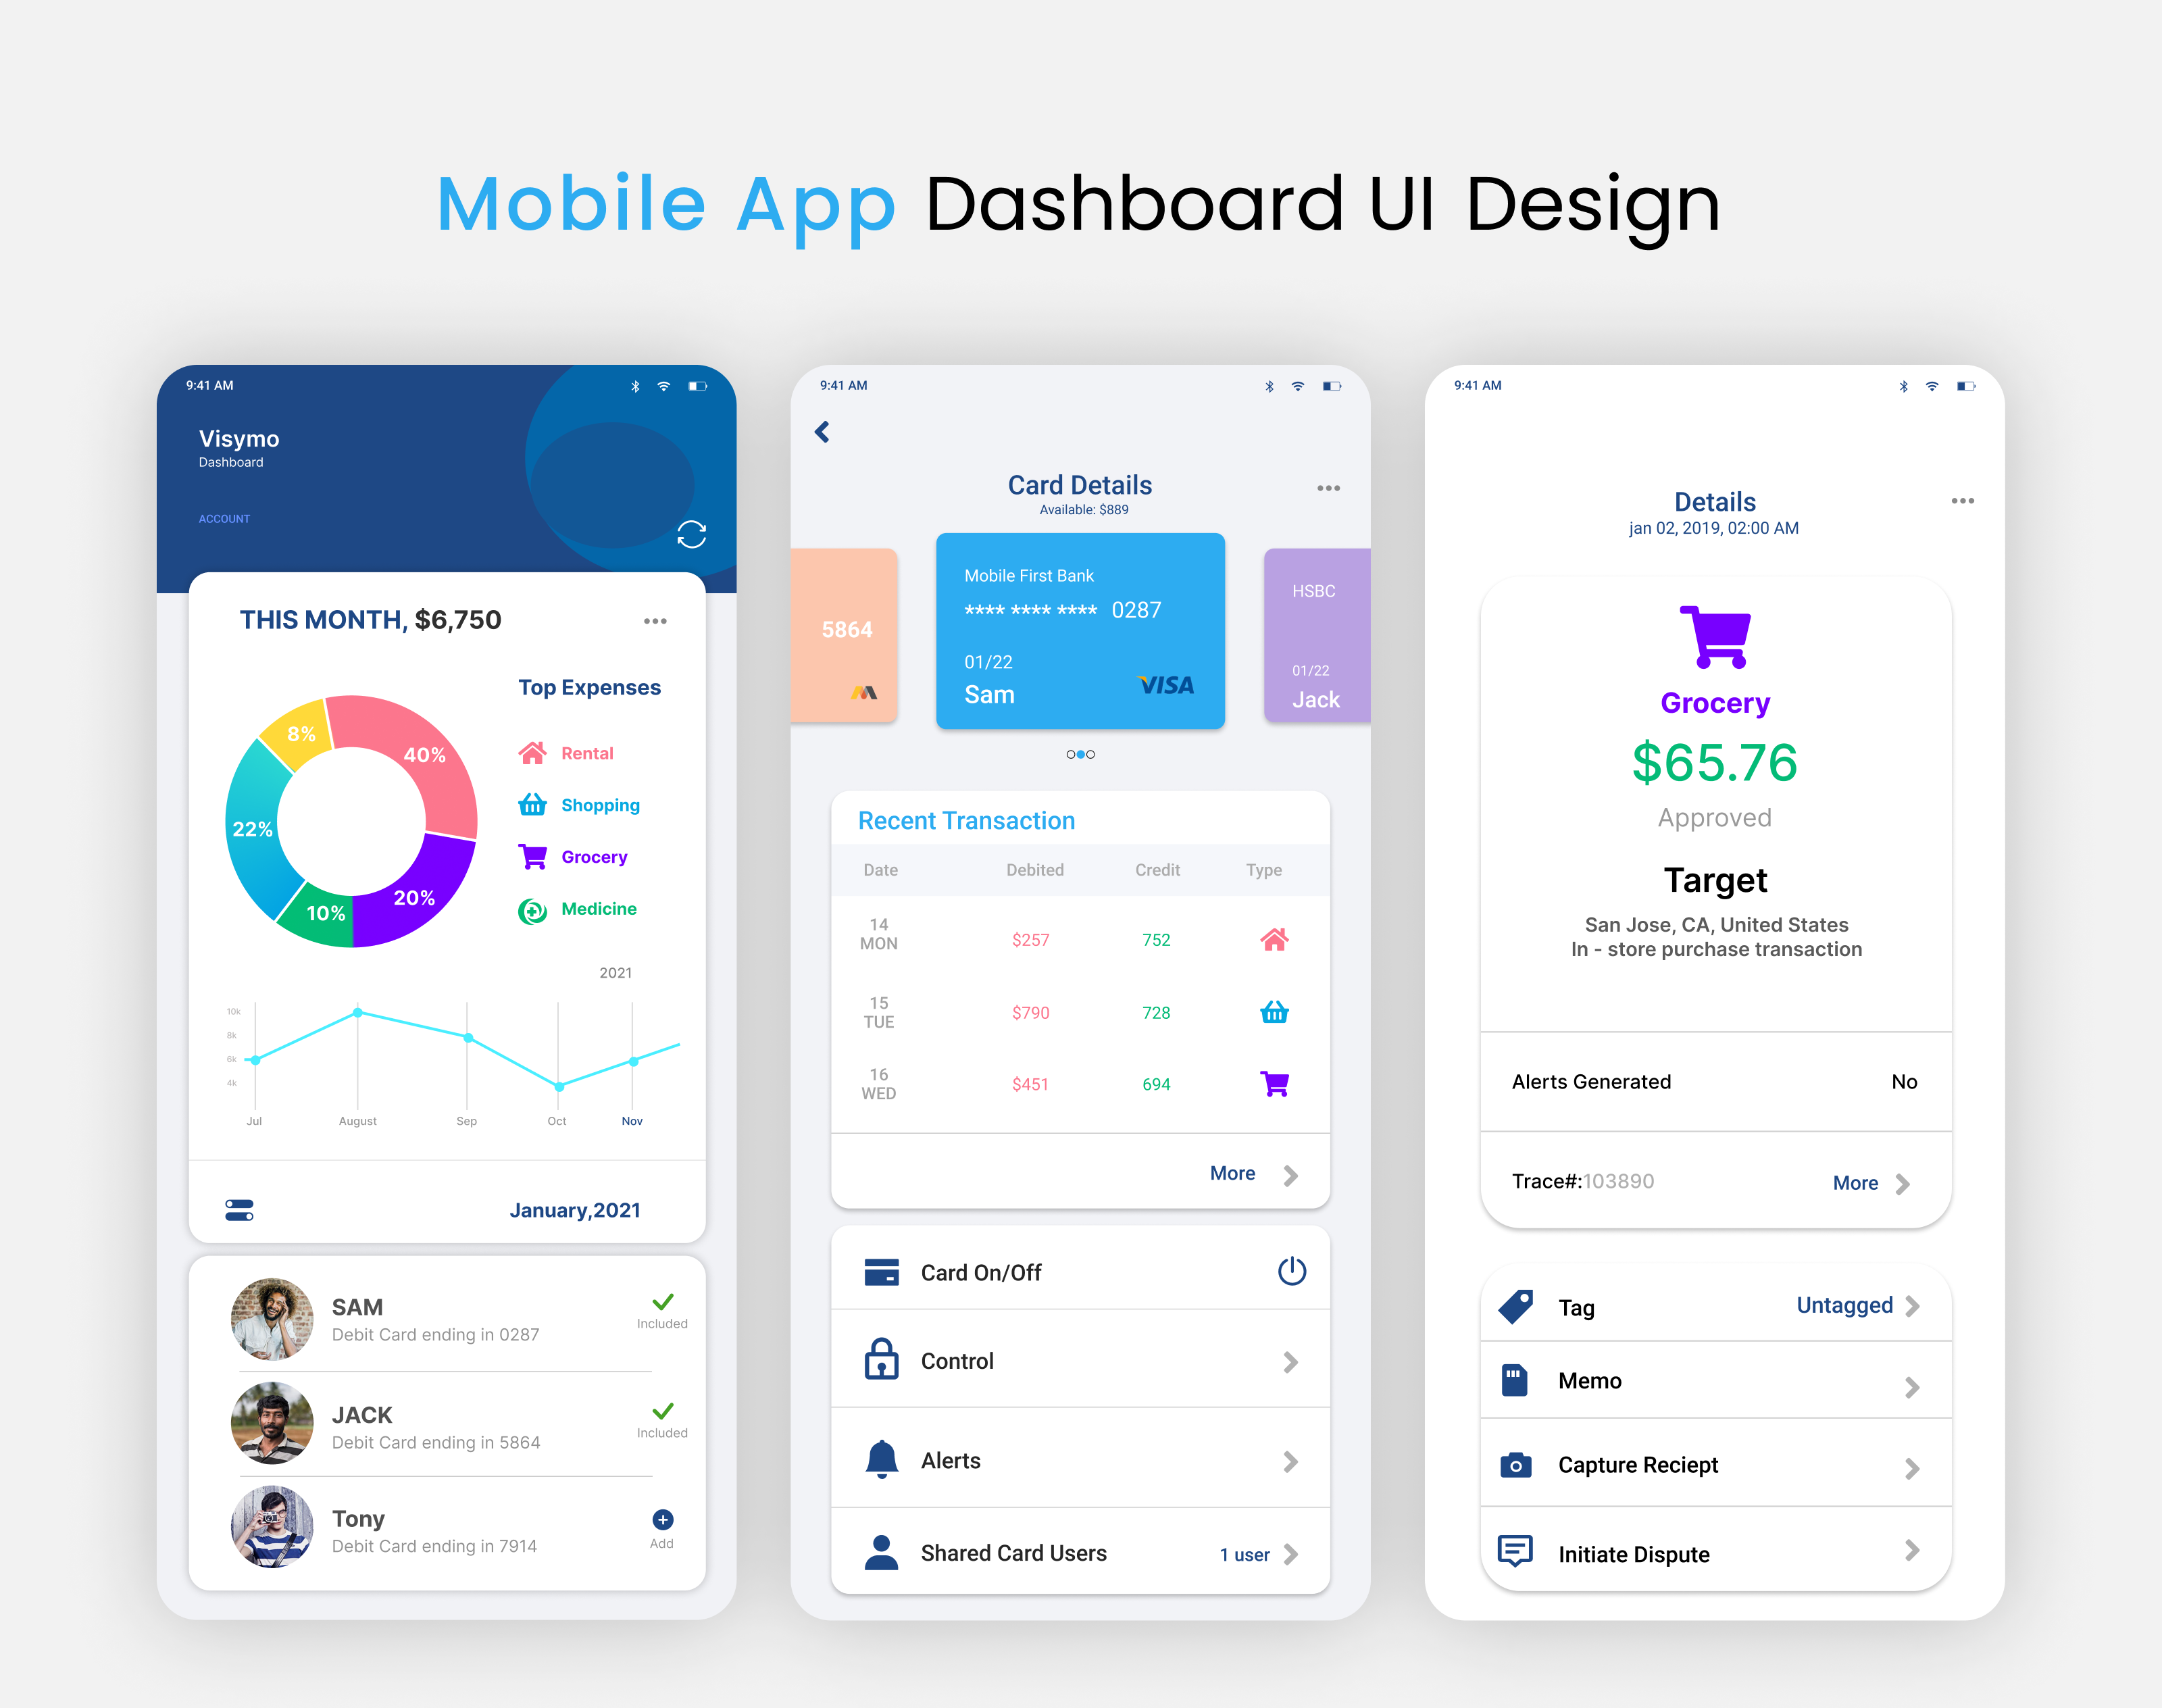 Mobile App Dashboard UI Design
9:41 AM
Visymo
Dashboard
ACCOUNT
THIS MONTH, $6,750
Top Expenses
Rental
Shopping
Grocery
Medicine
8%
40%
22%
20%
10%
2021
10k
8k
6k
4k
Jul August Sep Oct Nov
January,2021
SAM
Debit Card ending in 0287
Included
JACK
Debit Card ending in 5864
Included
Tony
Debit Card ending in 7914
Add
9:41 AM
Card Details
Available: $889
5864
Mobile First Bank
**** **** **** 0287
01/22
Sam
VISA
HSBC
01/22
Jack
Recent Transaction
Date Debited Credit Type
14
MON
$257 752
15
TUE
$790 728
16
WED
$451 694
More
Card On/Off
Control
Alerts
Shared Card Users 1 user
9:41 AM
Details
jan 02, 2019, 02:00 AM
Grocery
$65.76
Approved
Target
San Jose, CA, United States
In - store purchase transaction
Alerts Generated No
Trace#:103890 More
Tag Untagged
Memo
Capture Reciept
Initiate Dispute